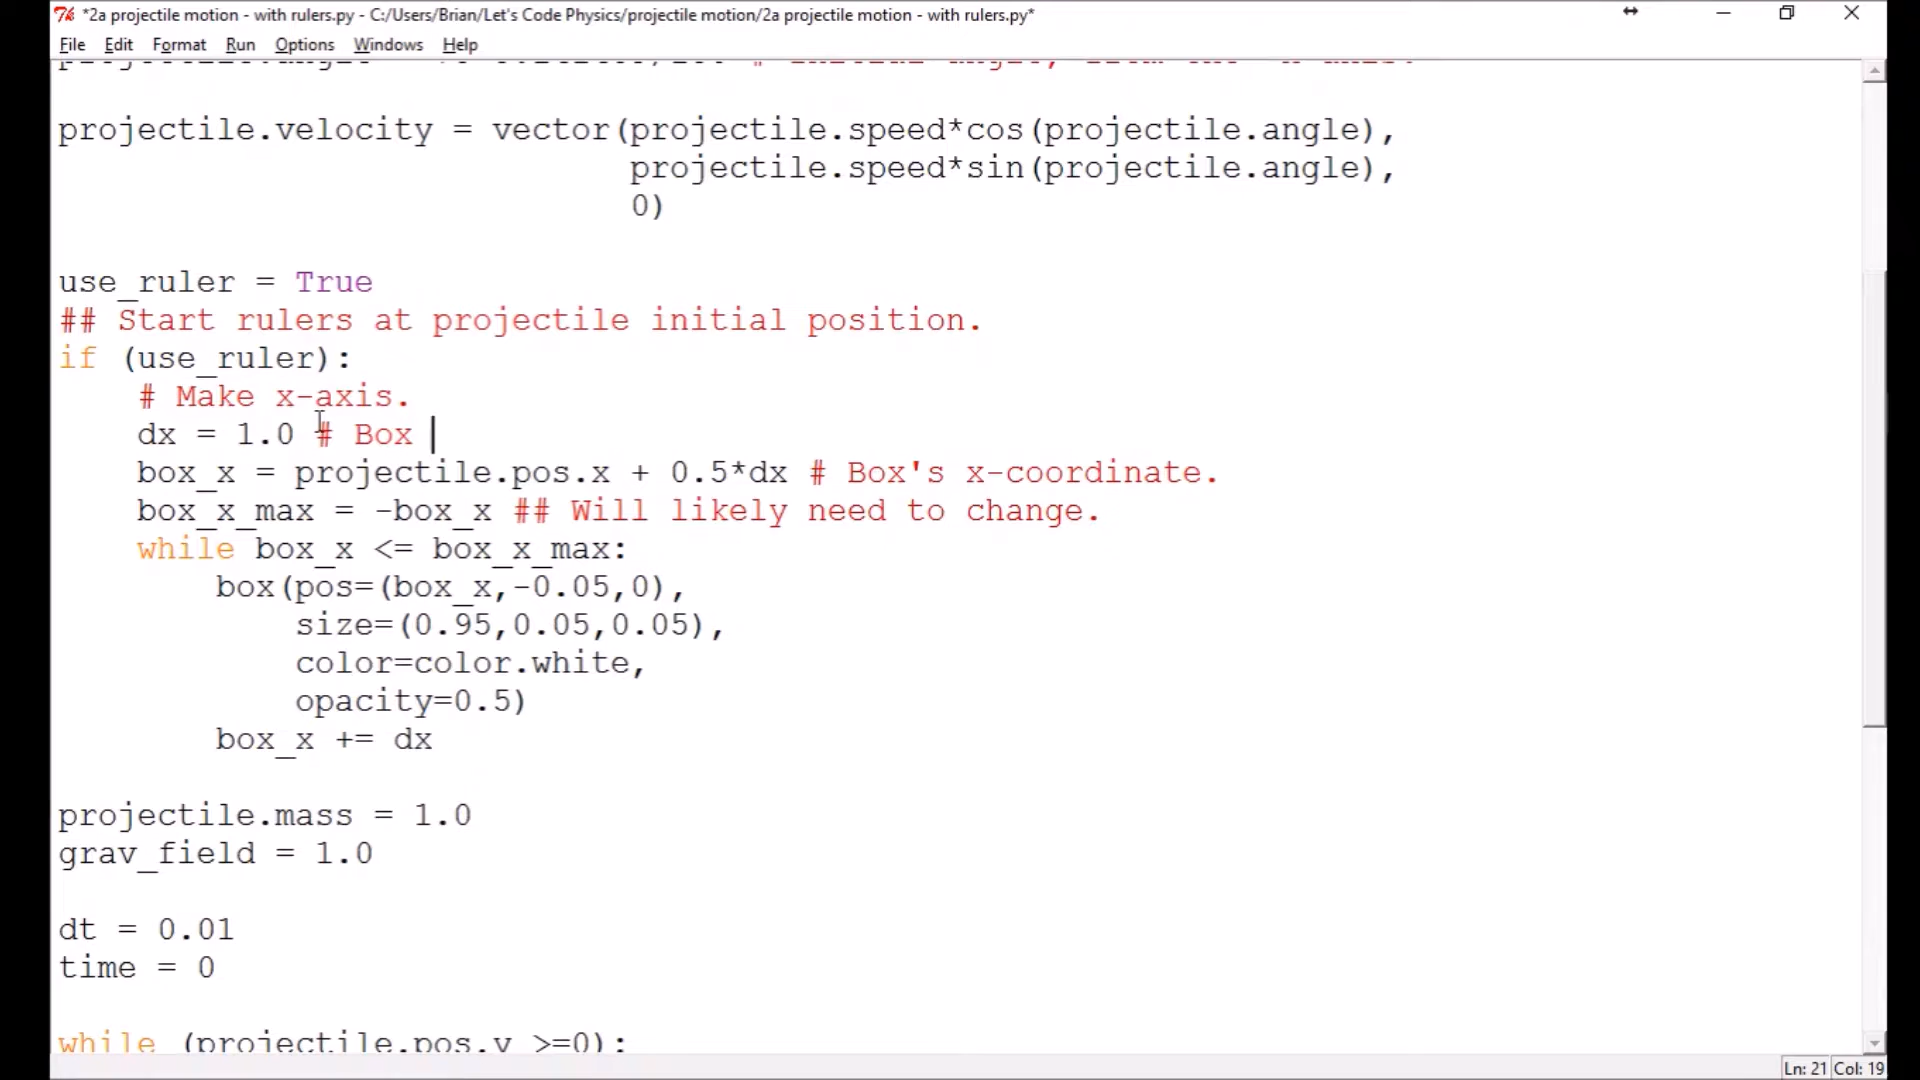 *2a projectile motion - with rulers.py - C:/Users/Brian/Let's Code Physics/projectile motion/2a projectile motion - with rulers.py*
File Edit Format Run Options Windows Help
projectile.velocity = vector(projectile.speed*cos(projectile.angle),
projectile.speed*sin(projectile.angle),
0)
use_ruler = True
## Start rulers at projectile initial position.
if (use_ruler):
# Make x-axis.
dx = 1.0 # Box
box_x = projectile.pos.x + 0.5*dx # Box's x-coordinate.
box_x_max = -box_x ## Will likely need to change.
while box_x <= box_x_max:
box(pos=(box_x,-0.05,0),
size=(0.95,0.05,0.05),
color=color.white,
opacity=0.5)
box_x += dx
projectile.mass = 1.0
grav_field = 1.0
dt = 0.01
time = 0
while (projectile.pos.y >=0):
Ln: 21 Col: 19